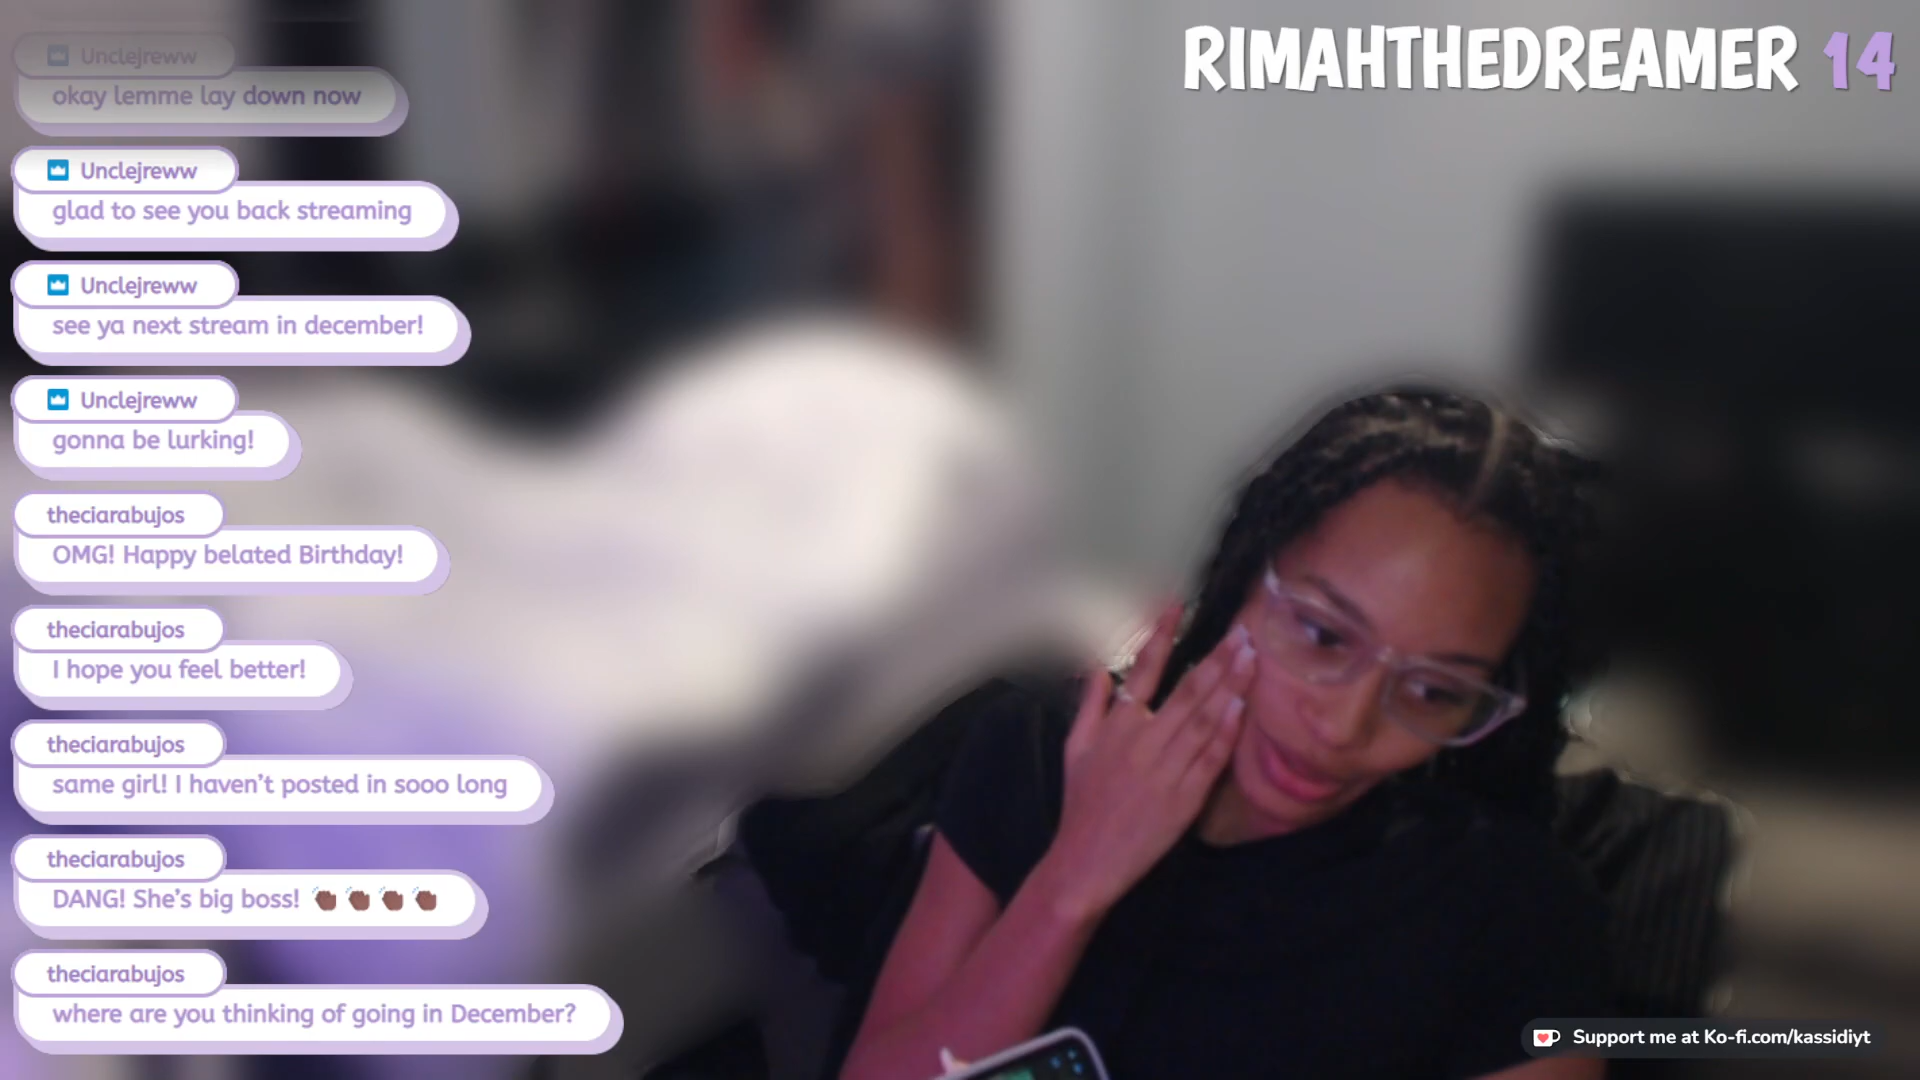 RIMAHTHEDREAMER 14
Unclejreww
okay lemme lay down now
Unclejreww
glad to see you back streaming
Unclejreww
see ya next stream in december!
Unclejreww
gonna be lurking!
theciarabujos
OMG! Happy belated Birthday!
theciarabujos
I hope you feel better!
theciarabujos
same girl! I haven't posted in sooo long
theciarabujos
DANG! She's big boss! 👏🏾 👏🏾 👏🏾 👏🏾
theciarabujos
where are you thinking of going in December?
Support me at Ko-fi.com/kassidiyt